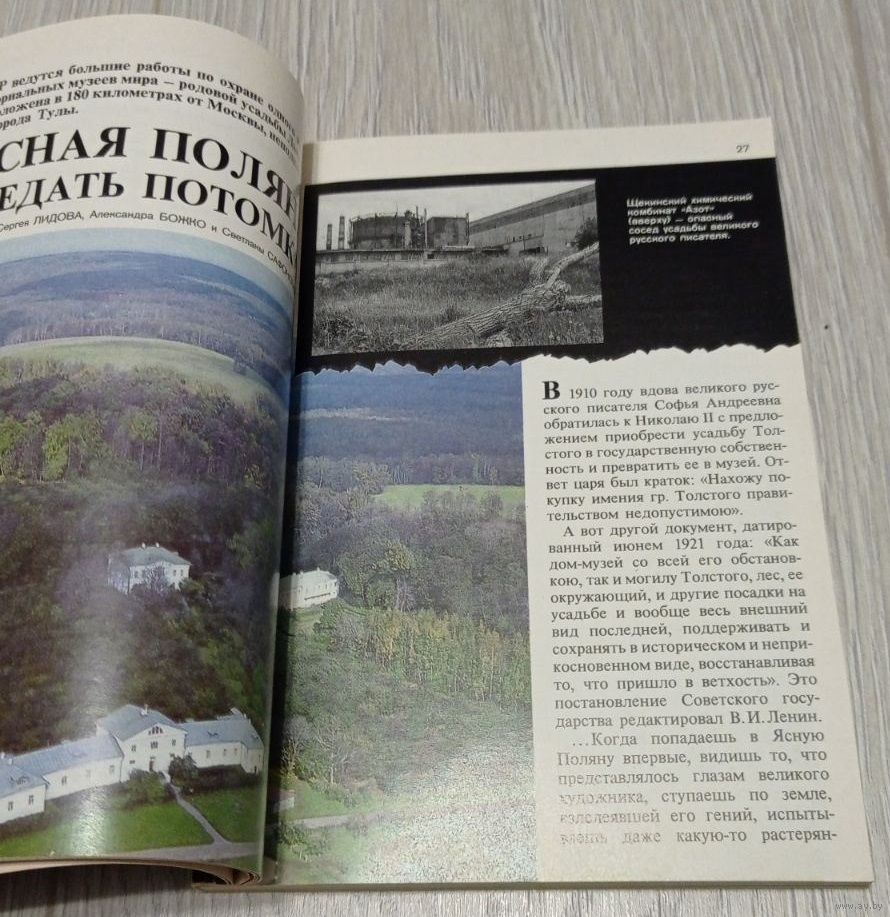 Р ведутся большие работы по охране
музеев мира — родовой усадьбы
в 180 километрах от Москвы,
Тулы.
СНАЯ ПОЛЯ
ЕДАТЬ ПОТОМК
Сергея ЛИДОВА, Александра БОЖКО и Светланы
27
Щекинский химический
комбинат «Азот»
(вверху) — опасный
сосед усадьбы великого
русского писателя.
В 1910 году вдова великого рус-
ского писателя Софья Андреевна
обратилась к Николаю II с предло-
жением приобрести усадьбу Тол-
стого в государственную собствен-
ность и превратить ее в музей. От-
вет царя был краток: «Нахожу по-
купку имения гр. Толстого прави-
тельством недопустимою».
А вот другой документ, датиро-
ванный июнем 1921 года: «Как
дом-музей со всей его обстанов-
кою, так и могилу Толстого, лес, ее
окружающий, и другие посадки на
усадьбе и вообще весь внешний
вид последней, поддерживать и
сохранять в историческом и непри-
косновенном виде, восстанавливая
то, что пришло в ветхость». Это
постановление Советского госу-
дарства редактировал В. И. Ленин.
...Когда попадаешь в Ясную
Поляну впервые, видишь то, что
представлялось глазам великого
художника, ступаешь по земле,
взлелеявшей его гений, испыты-
ваешь даже какую-то растерян-
www.ay.by